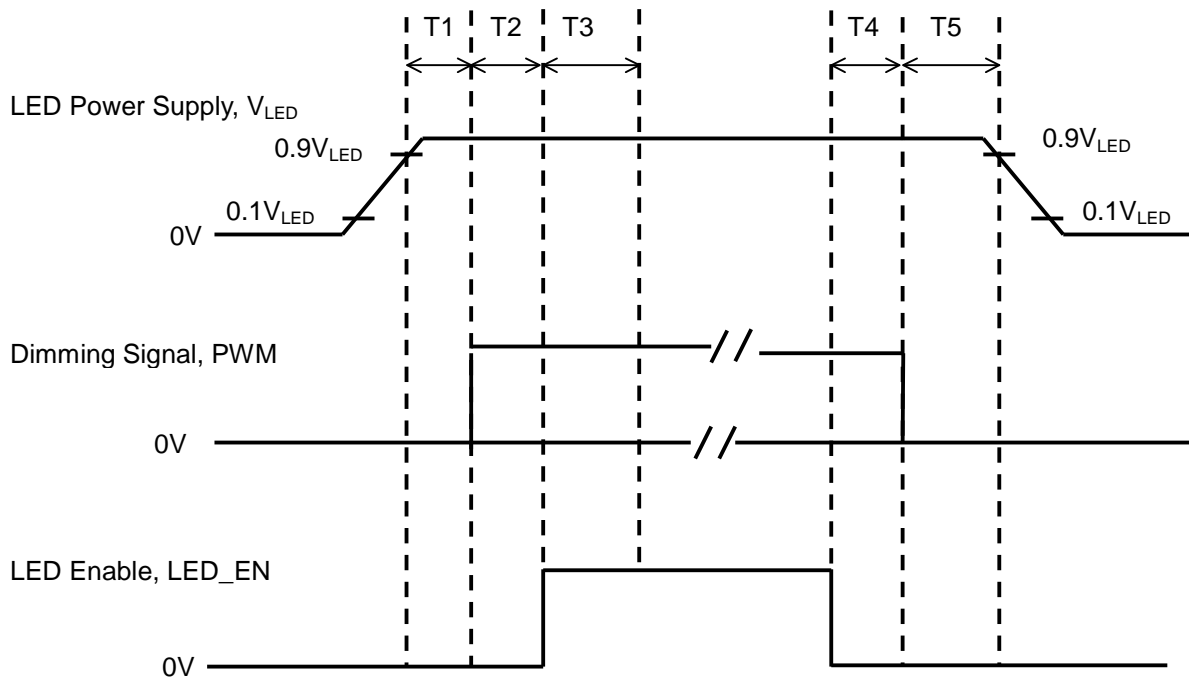 T1 T2 T3 T4 T5
LED Power Supply, VLED
0.9VLED 0.9VLED
0.1VLED 0.1VLED
0V
Dimming Signal, PWM
0V
LED Enable, LED_EN
0V